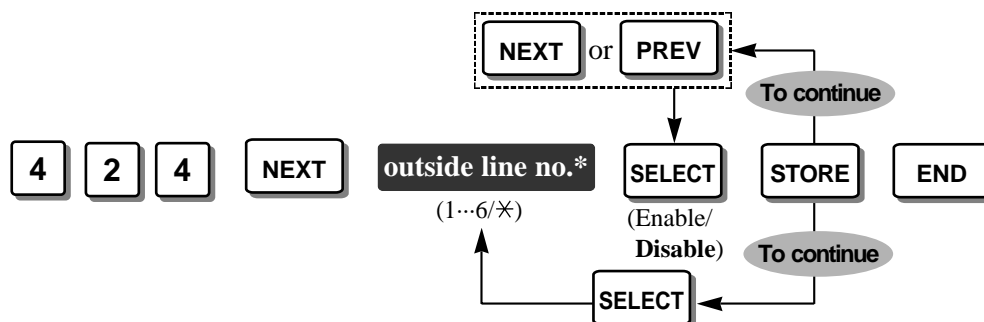 NEXT or PREV
To continue
4 2 4 NEXT outside line no.* SELECT STORE END
(1···6/✳) (Enable/
Disable)
To continue
SELECT